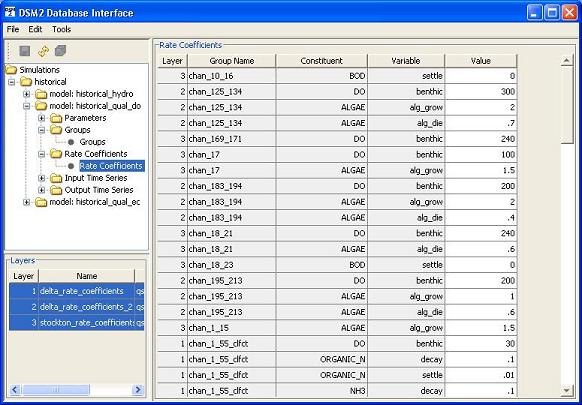 DSM2 Database Interface
File Edit Tools
Simulations
historical
model: historical_hydro
model: historical_qual_do
Parameters
Groups
Groups
Rate Coefficients
Rate Coefficients
Input Time Series
Output Time Series
model: historical_qual_ec
Layers
Layer Name
1 delta_rate_coefficients qs
2 delta_rate_coefficients_2 qs
3 stockton_rate_coefficients qs
Rate Coefficients
Layer Group Name Constituent Variable Value
3 chan_10_16 BOD settle 0
2 chan_125_134 DO benthic 300
2 chan_125_134 ALGAE alg_grow 2
2 chan_125_134 ALGAE alg_die .7
3 chan_169_171 DO benthic 240
3 chan_17 DO benthic 100
3 chan_17 ALGAE alg_grow 1.5
2 chan_183_194 DO benthic 200
2 chan_183_194 ALGAE alg_grow 2
2 chan_183_194 ALGAE alg_die .4
3 chan_18_21 DO benthic 240
3 chan_18_21 ALGAE alg_die .6
3 chan_18_23 BOD settle 0
2 chan_195_213 DO benthic 200
2 chan_195_213 ALGAE alg_grow 1
2 chan_195_213 ALGAE alg_die .6
3 chan_1_15 ALGAE alg_grow 1.5
1 chan_1_55_clfct DO benthic 30
1 chan_1_55_clfct ORGANIC_N decay .1
1 chan_1_55_clfct ORGANIC_N settle .01
1 chan_1_55_clfct NH3 decay .1